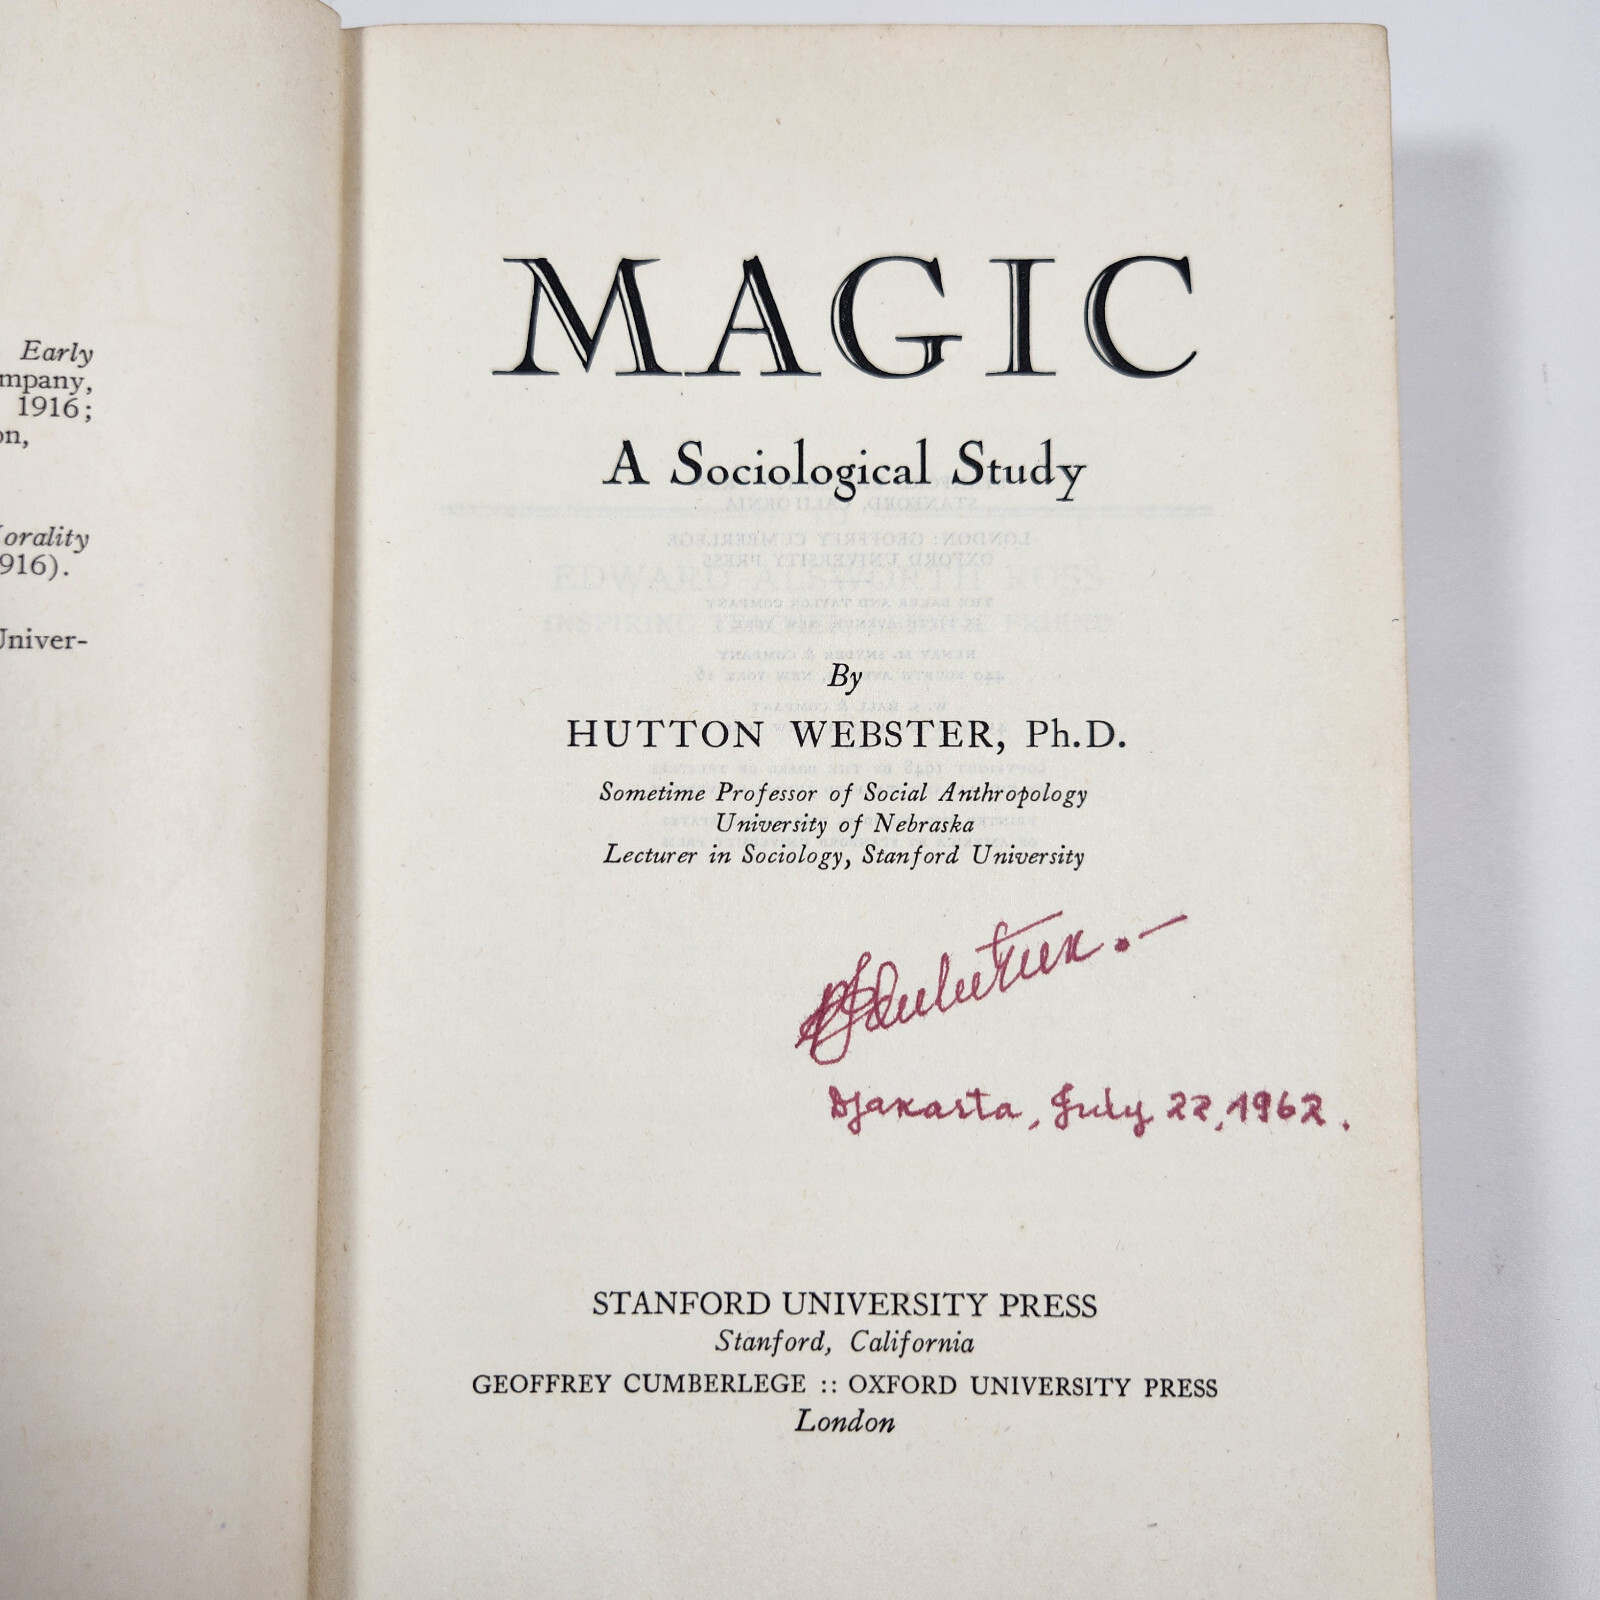 Early
mpany,
1916;
on,
orality
916).
Univer-
MAGIC
A Sociological Study
By
HUTTON WEBSTER, Ph.D.
Sometime Professor of Social Anthropology
University of Nebraska
Lecturer in Sociology, Stanford University
Djakarta, July 22, 1962.
STANFORD UNIVERSITY PRESS
Stanford, California
GEOFFREY CUMBERLEGE :: OXFORD UNIVERSITY PRESS
London